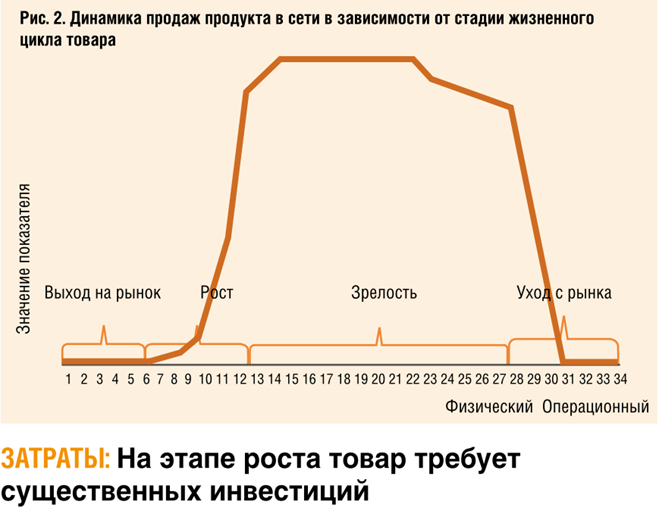 Рис. 2. Динамика продаж продукта в сети в зависимости от стадии жизненного
цикла товара
Значение показателя
Выход на рынок Рост Зрелость Уход с рынка
1 2 3 4 5 6 7 8 9 10 11 12 13 14 15 16 17 18 19 20 21 22 23 24 25 26 27 28 29 30 31 32 33 34
Физический Операционный
ЗАТРАТЫ: На этапе роста товар требует
существенных инвестиций